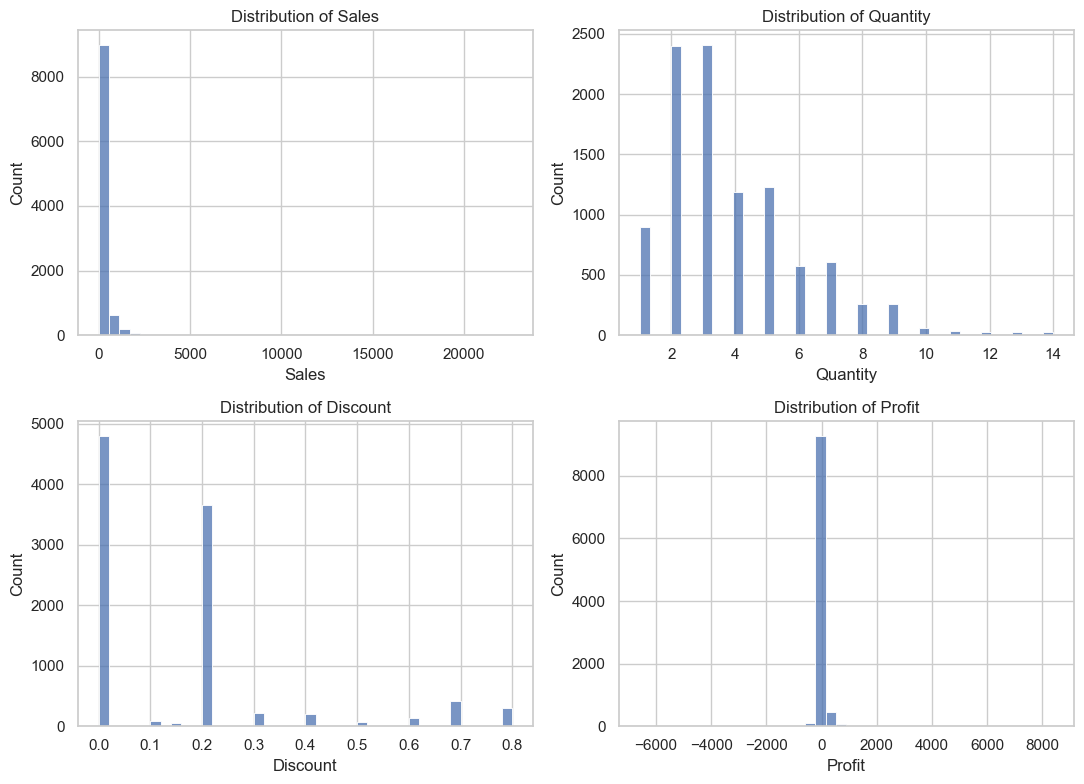 Distribution of Sales
8000
6000
4000
2000
0
Count
0 5000 10000 15000 20000
Sales
Distribution of Quantity
2500
2000
1500
1000
500
0
Count
2 4 6 8 10 12 14
Quantity
Distribution of Discount
5000
4000
3000
2000
1000
0
Count
0.0 0.1 0.2 0.3 0.4 0.5 0.6 0.7 0.8
Discount
Distribution of Profit
8000
6000
4000
2000
0
Count
−6000 −4000 −2000 0 2000 4000 6000 8000
Profit